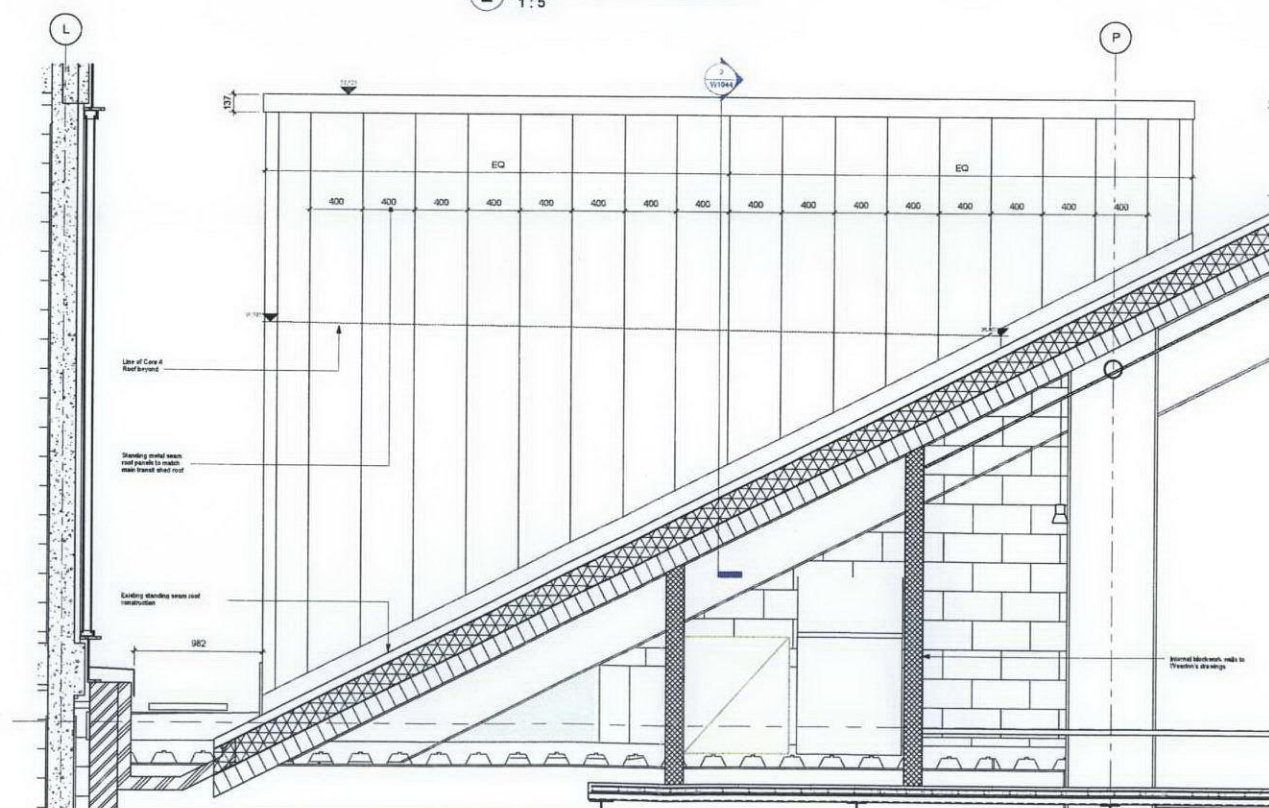 1 : 5
L
P
137
EQ
EQ
400 400 400 400 400 400 400 400 400 400 400 400 400 400 400 400
Line of Core 4
Roof beyond
Standing metal seam
roof panels to match
main transit shed roof
Existing standing seam roof
construction
982
Internal blockwork walls to
drawings